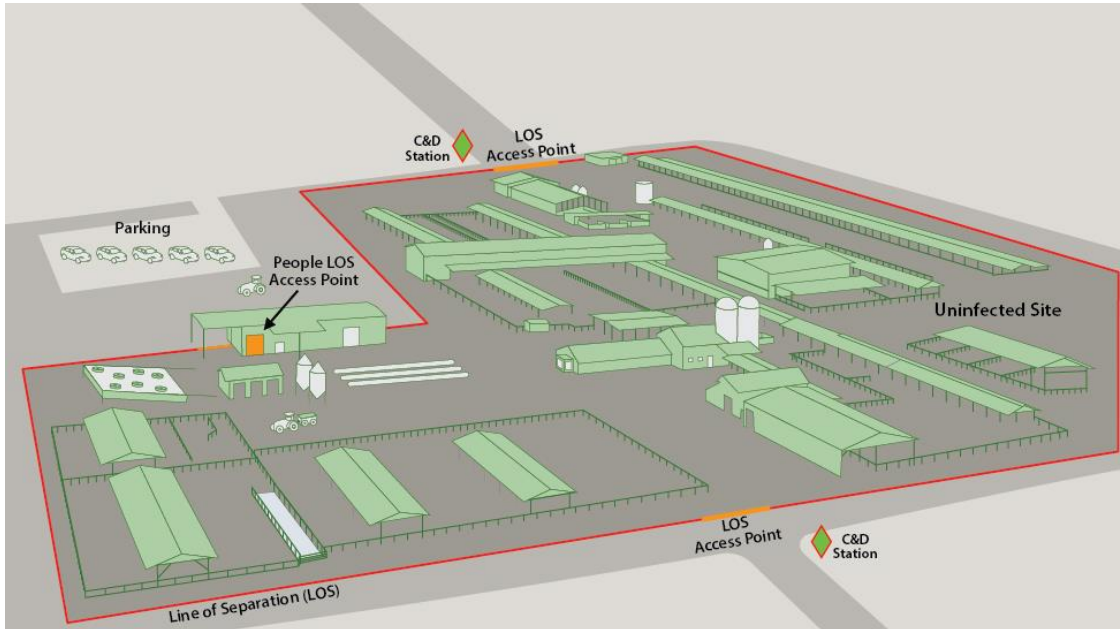 C&D
Station
LOS
Access Point
Parking
People LOS
Access Point
Uninfected Site
LOS
Access Point
C&D
Station
Line of Separation (LOS)